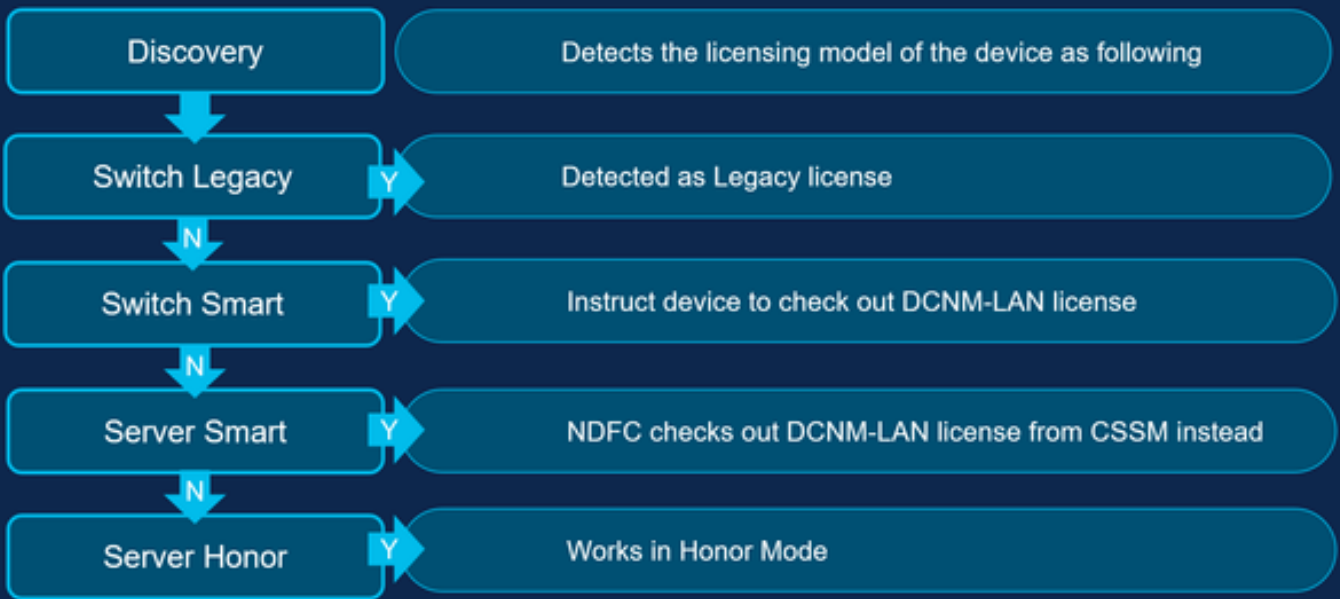 Discovery
Detects the licensing model of the device as following
Switch Legacy
Y
Detected as Legacy license
N
Switch Smart
Y
Instruct device to check out DCNM-LAN license
N
Server Smart
Y
NDFC checks out DCNM-LAN license from CSSM instead
N
Server Honor
Y
Works in Honor Mode